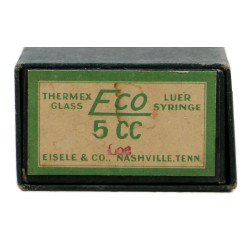 THERMEX Eco LUER
GLASS SYRINGE
5 CC
EISELE & CO., NASHVILLE, TENN.